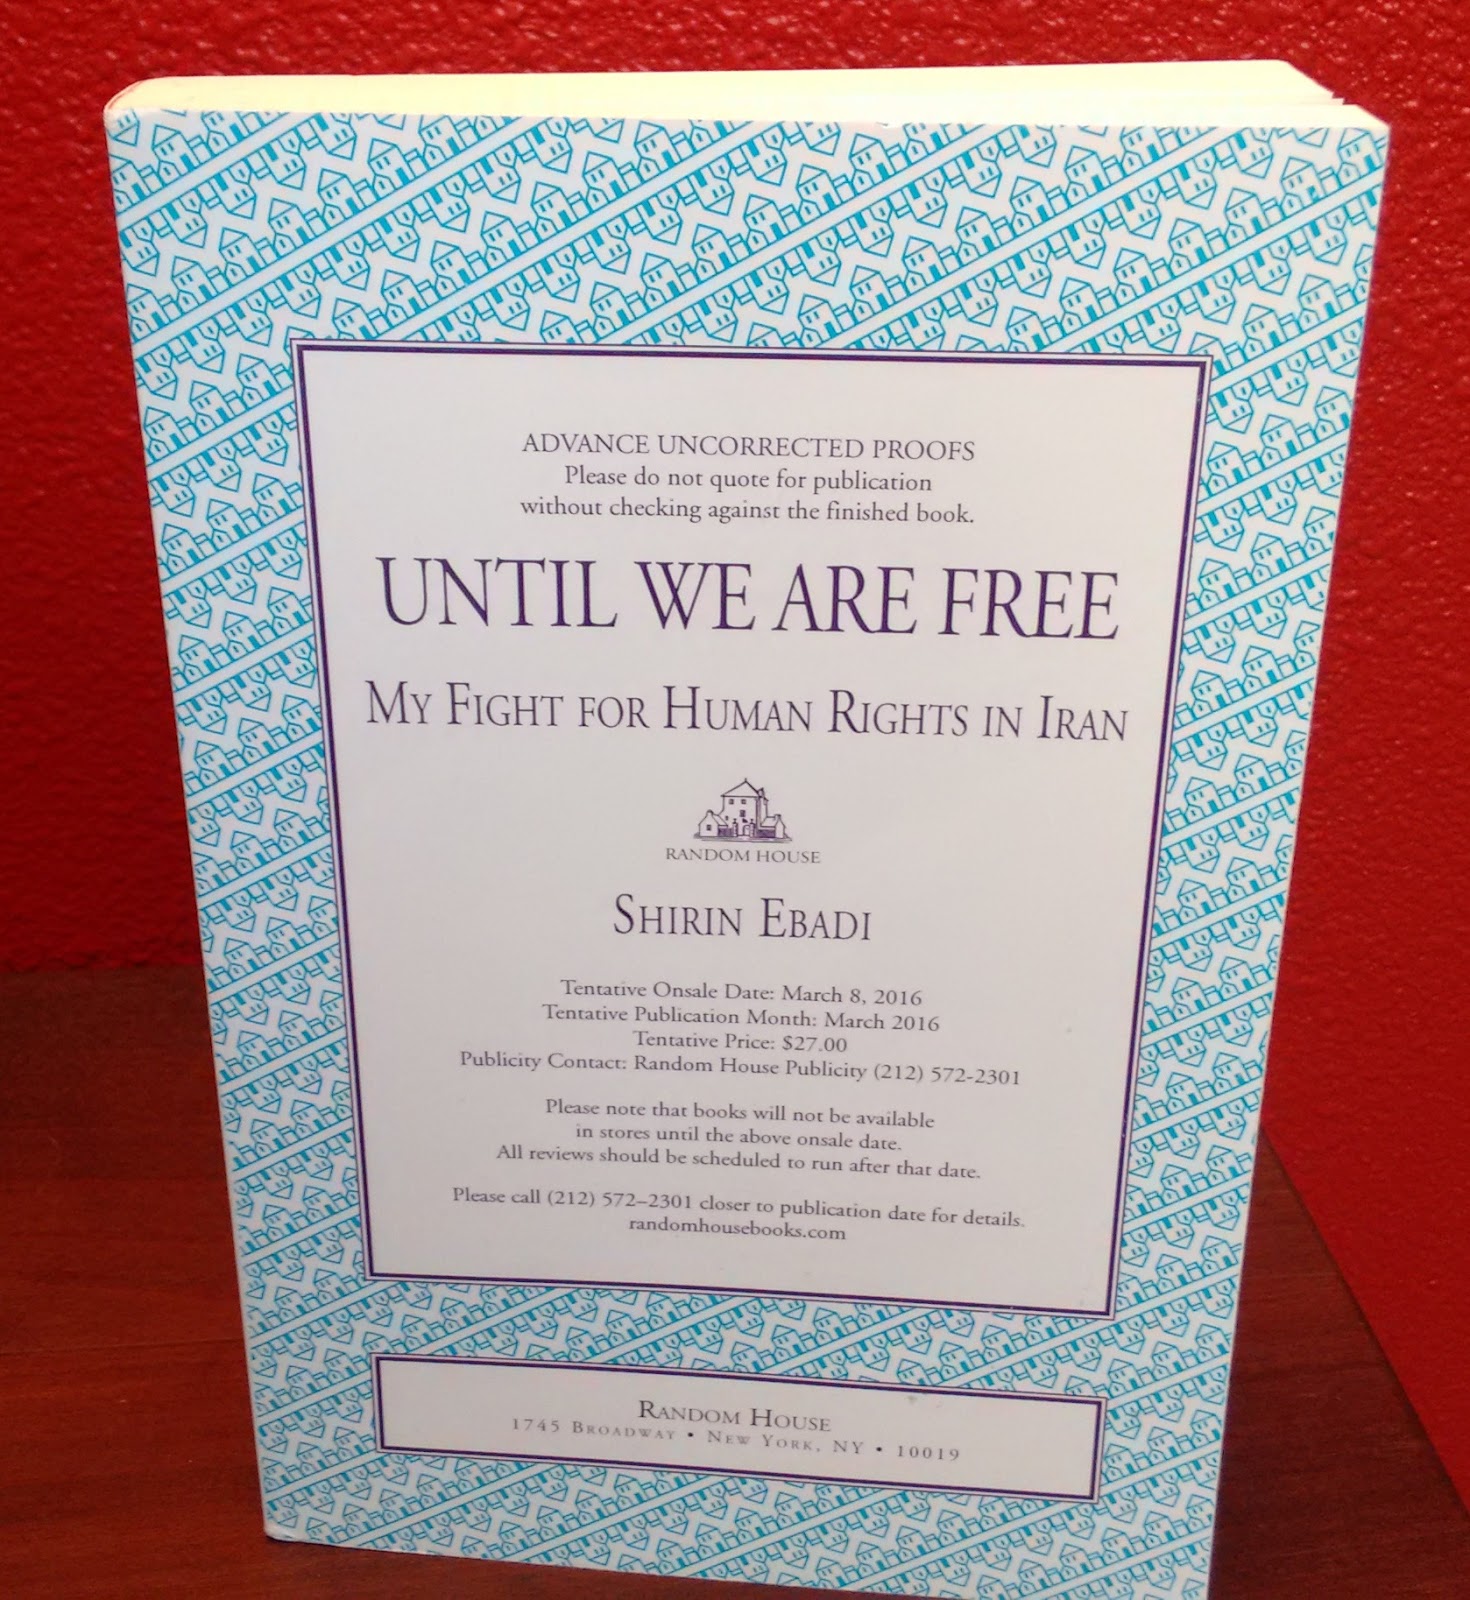 ADVANCE UNCORRECTED PROOFS
Please do not quote for publication
without checking against the finished book.
UNTIL WE ARE FREE
MY FIGHT FOR HUMAN RIGHTS IN IRAN
RANDOM HOUSE
SHIRIN EBADI
Tentative Onsale Date: March 8, 2016
Tentative Publication Month: March 2016
Tentative Price: $27.00
Publicity Contact: Random House Publicity (212) 572-2301
Please note that books will not be available
in stores until the above onsale date.
All reviews should be scheduled to run after that date.
Please call (212) 572–2301 closer to publication date for details.
randomhousebooks.com
RANDOM HOUSE
1745 BROADWAY • NEW YORK, NY • 10019